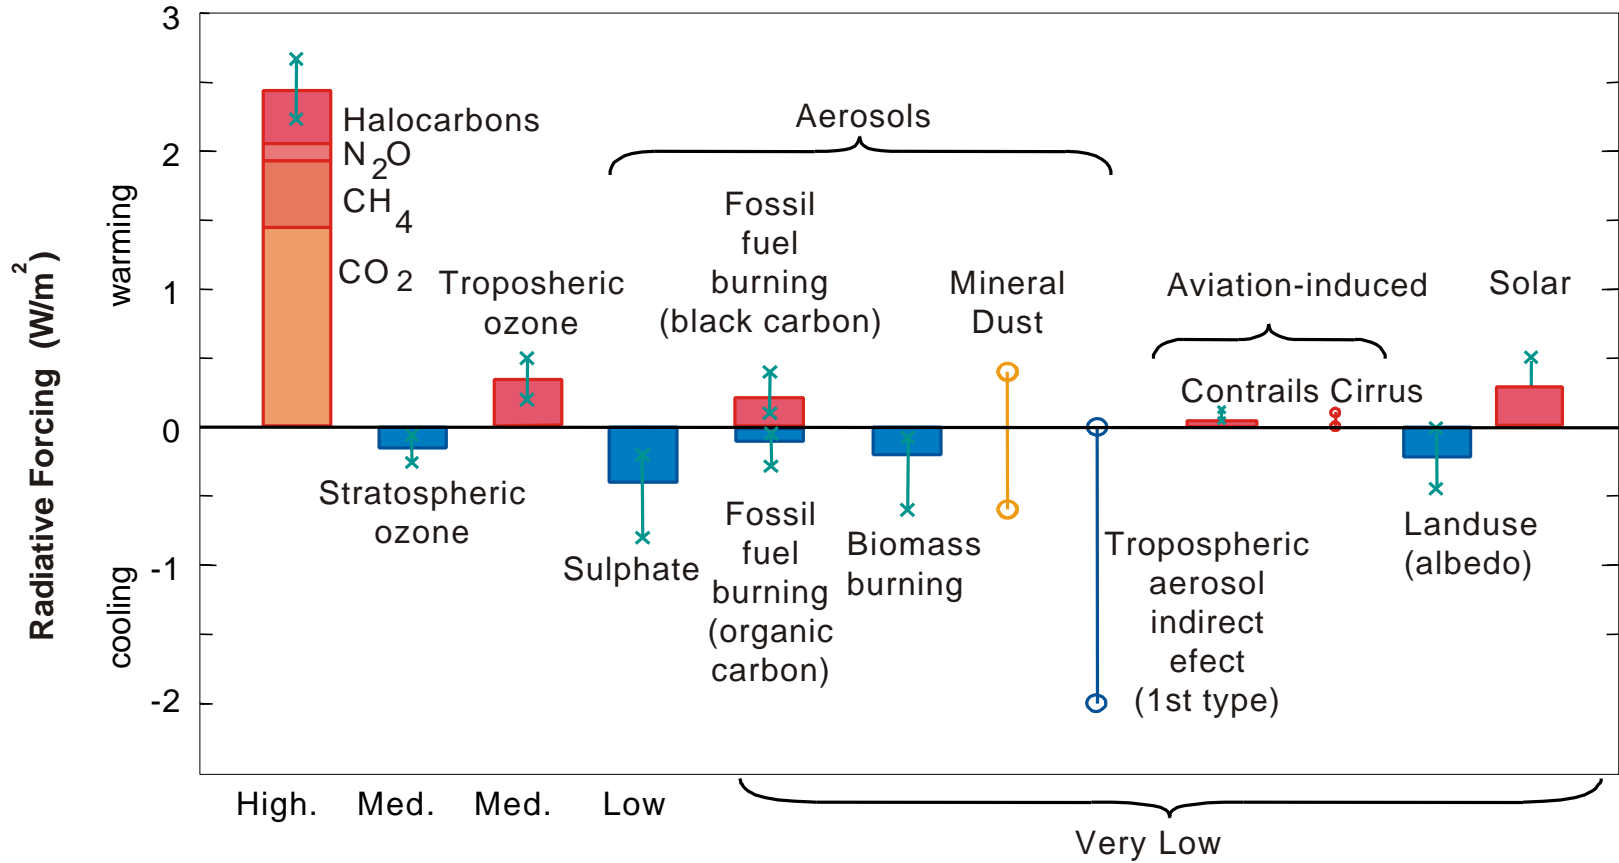 3
2
1
0
-1
-2
Radiative Forcing (W/m²)
warming
cooling
Halocarbons
N₂O
CH₄
CO₂
Stratospheric
ozone
Troposheric
ozone
Sulphate
Aerosols
Fossil
fuel
burning
(black carbon)
Fossil
fuel
burning
(organic
carbon)
Biomass
burning
Mineral
Dust
Tropospheric
aerosol
indirect
efect
(1st type)
Aviation-induced
Contrails Cirrus
Landuse
(albedo)
Solar
High. Med. Med. Low
Very Low